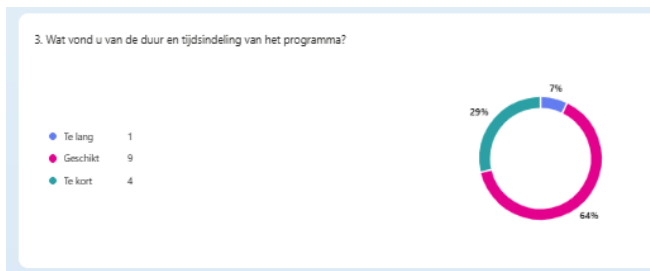 3. Wat vond u van de duur en tijdsindeling van het programma?
Te lang 1
Geschikt 9
Te kort 4
7%
29%
64%